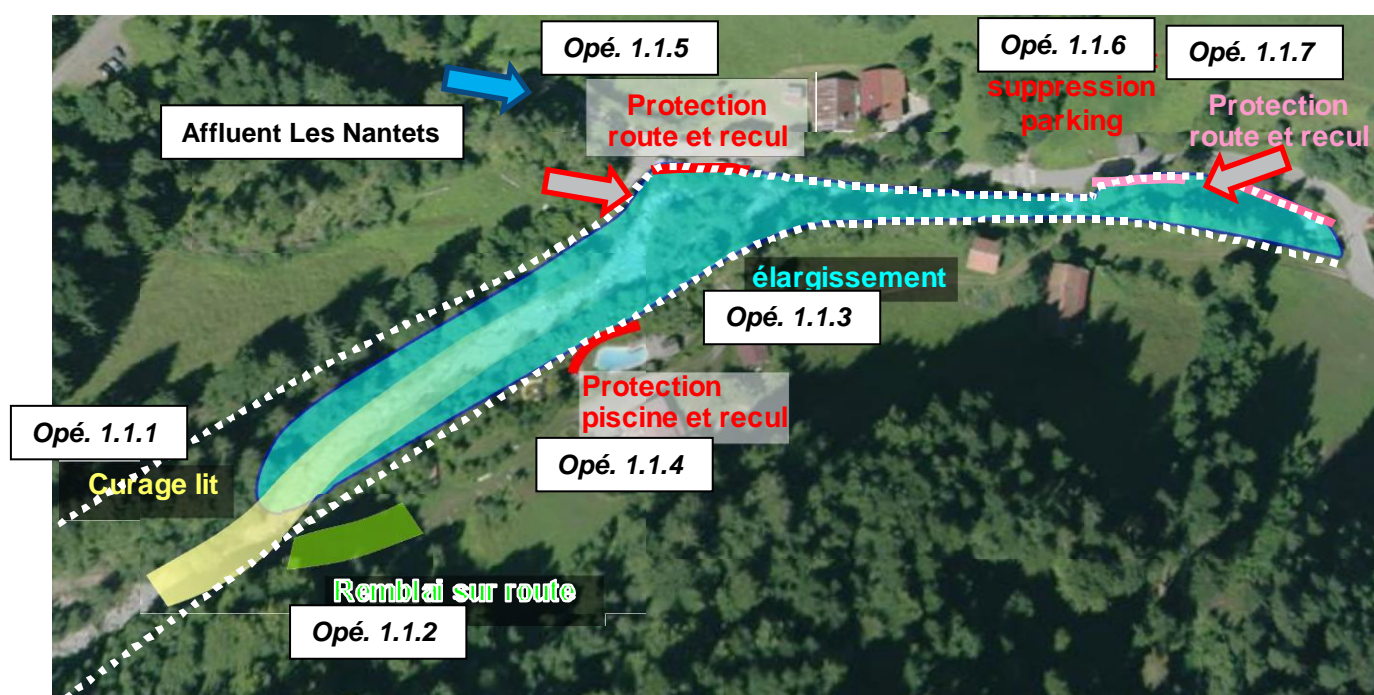 Opé. 1.1.5
Opé. 1.1.6
Opé. 1.1.7
Affluent Les Nantets
Protection
route et recul
suppression
parking
Protection
route et recul
élargissement
Opé. 1.1.3
Protection
piscine et recul
Opé. 1.1.4
Opé. 1.1.1
Curage lit
Remblai sur route
Opé. 1.1.2